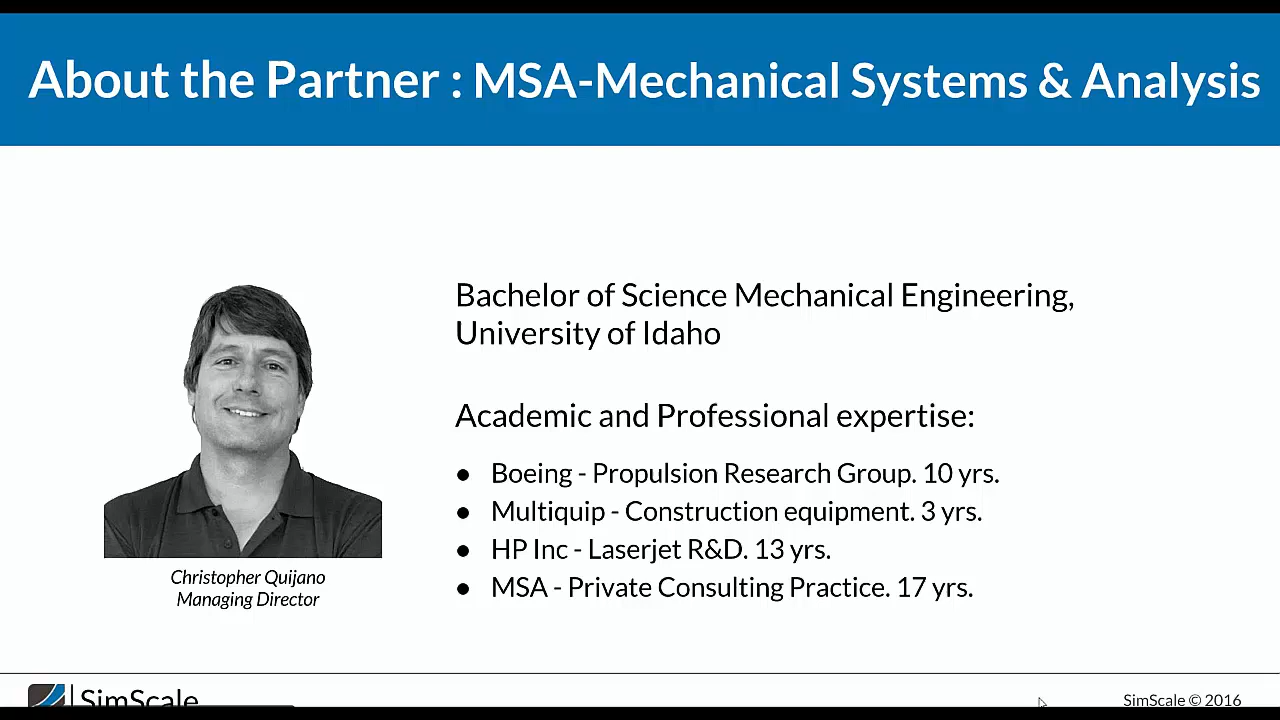 About the Partner : MSA-Mechanical Systems & Analysis
Bachelor of Science Mechanical Engineering,
University of Idaho
Academic and Professional expertise:
● Boeing - Propulsion Research Group. 10 yrs.
● Multiquip - Construction equipment. 3 yrs.
● HP Inc - Laserjet R&D. 13 yrs.
● MSA - Private Consulting Practice. 17 yrs.
Christopher Quijano
Managing Director
SimScale
SimScale © 2016